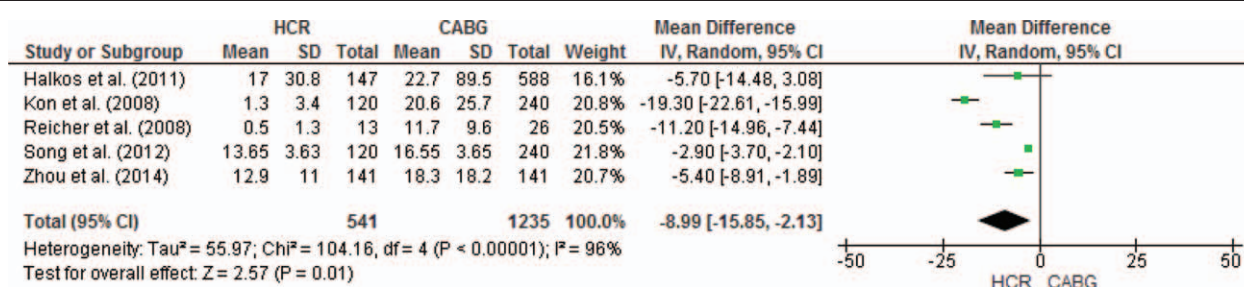 HCR CABG Mean Difference Mean Difference
Study or Subgroup Mean SD Total Mean SD Total Weight IV, Random, 95% CI IV, Random, 95% CI
Halkos et al. (2011) 17 30.8 147 22.7 89.5 588 16.1% -5.70 [-14.48, 3.08]
Kon et al. (2008) 1.3 3.4 120 20.6 25.7 240 20.8% -19.30 [-22.61, -15.99]
Reicher et al. (2008) 0.5 1.3 13 11.7 9.6 26 20.5% -11.20 [-14.96, -7.44]
Song et al. (2012) 13.65 3.63 120 16.55 3.65 240 21.8% -2.90 [-3.70, -2.10]
Zhou et al. (2014) 12.9 11 141 18.3 18.2 141 20.7% -5.40 [-8.91, -1.89]
Total (95% CI) 541 1235 100.0% -8.99 [-15.85, -2.13]
Heterogeneity: Tau² = 55.97; Chi² = 104.16, df = 4 (P < 0.00001); I² = 96%
Test for overall effect: Z = 2.57 (P = 0.01)
-50 -25 0 25 50
HCR CABG